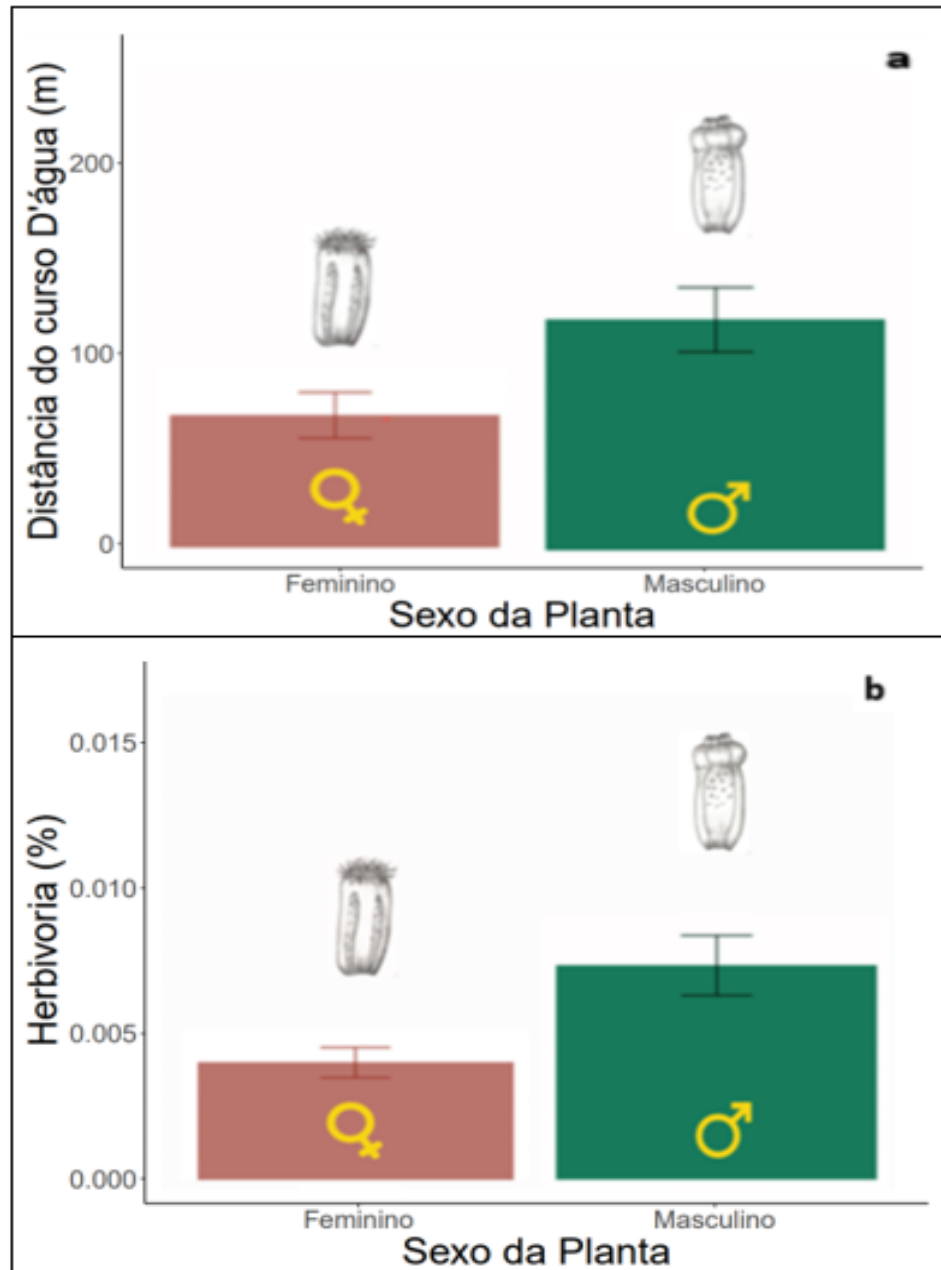 a
Distância do curso D'água (m)
200
100
0
Feminino
Masculino
Sexo da Planta
b
Herbivoria (%)
0.015
0.010
0.005
0.000
Feminino
Masculino
Sexo da Planta